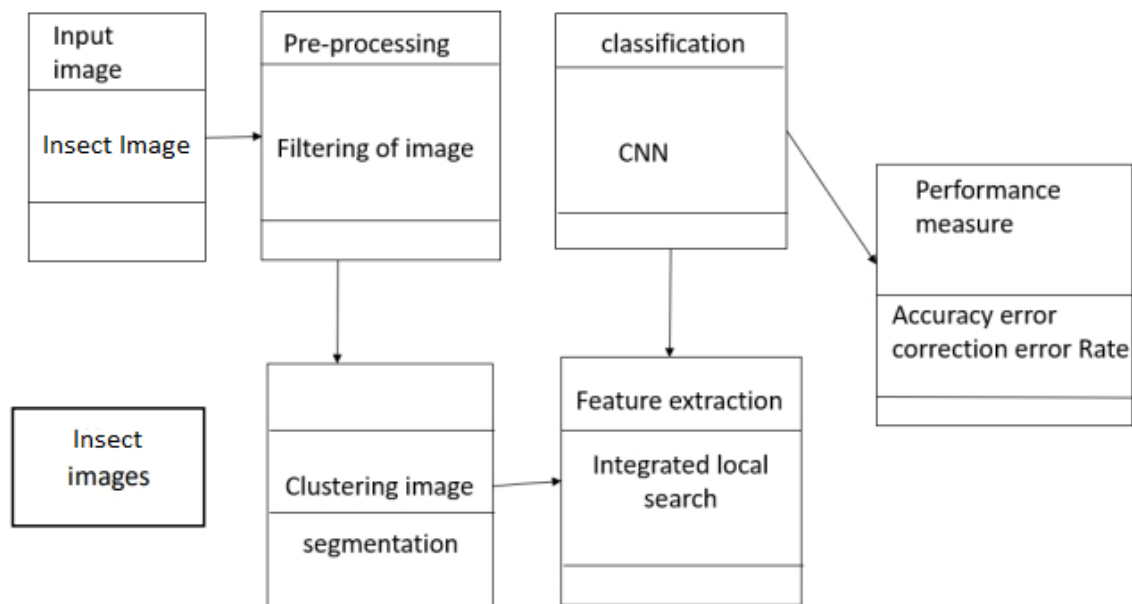 Input
image
Insect Image
Pre-processing
Filtering of image
classification
CNN
Performance
measure
Accuracy error
correction error Rate
Insect
images
Clustering image
segmentation
Feature extraction
Integrated local
search